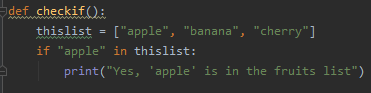 def checkif():
    thislist = ["apple", "banana", "cherry"]
    if "apple" in thislist:
        print("Yes, 'apple' is in the fruits list")